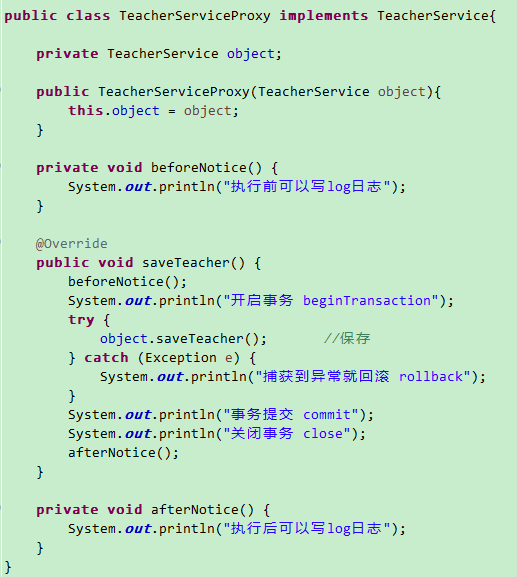 public class TeacherServiceProxy implements TeacherService{
private TeacherService object;
public TeacherServiceProxy(TeacherService object){
this.object = object;
}
private void beforeNotice() {
System.out.println("执行前可以写log日志");
}
@Override
public void saveTeacher() {
beforeNotice();
System.out.println("开启事务 beginTransaction");
try {
object.saveTeacher();       //保存
} catch (Exception e) {
System.out.println("捕获到异常就回滚 rollback");
}
System.out.println("事务提交 commit");
System.out.println("关闭事务 close");
afterNotice();
}
private void afterNotice() {
System.out.println("执行后可以写log日志");
}
}